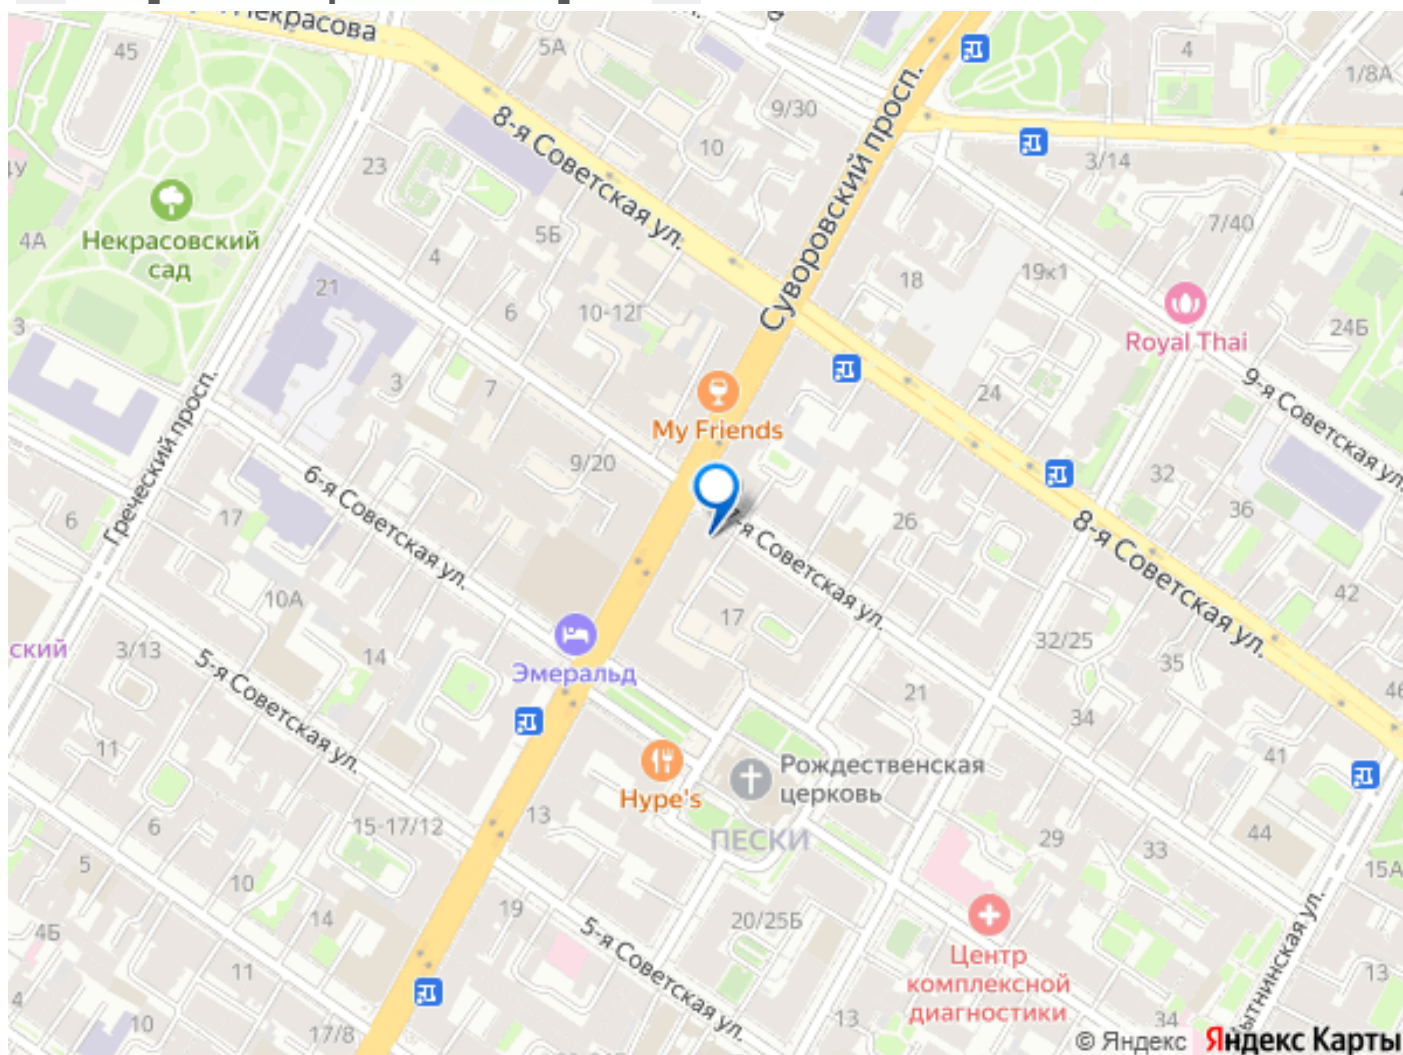 Некрасова
45
5А
4
1/8А
9/30
10
3/14
23
8-я Советская ул.
Суворовский просп.
7/40
4А
Некрасовский
сад
5Б
4
18
19к1
21
6
10-12Г
3
Royal Thai
24Б
3
7
24
9-я Советская ул.
My Friends
9/20
6-я Советская ул.
Греческий просп.
32
6
17
26
36
8-я Советская ул.
7-я Советская ул.
10А
42
17
ский
3/13
14
Эмеральд
32/25
35
5-я Советская ул.
21
34
46
11
41
Рождественская
церковь
Hype's
13
6
15-17/12
ПЕСКИ
29
33
44
5
15А
10
14
19
20/25Б
4Б
5-я Советская ул.
Центр
комплексной
диагностики
11
13
4
10
17/8
13
34
© Яндекс
Яндекс Карты